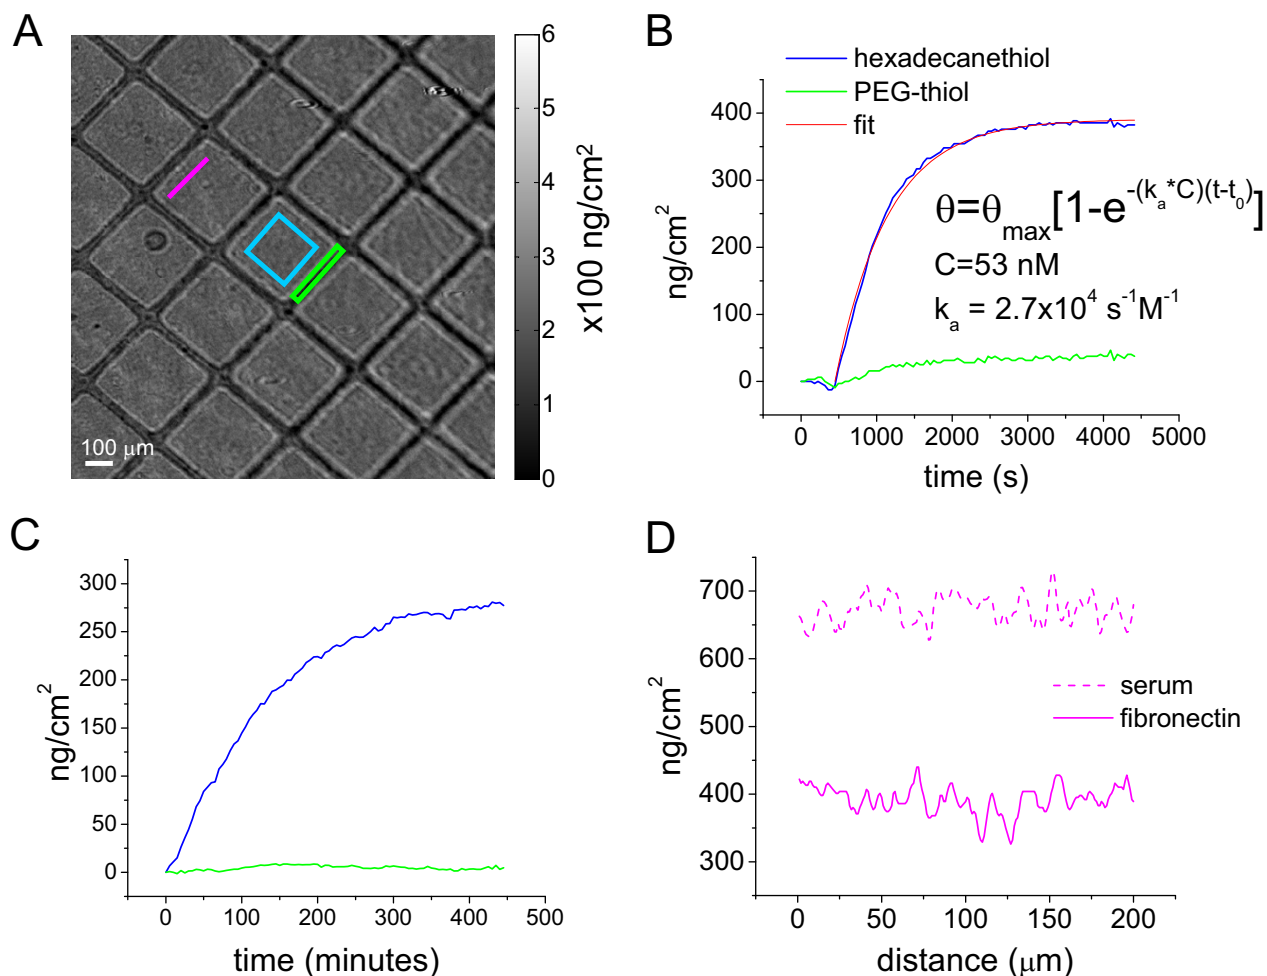 A
6
5
4
3
2
1
0
x100 ng/cm²
100 μm
B
hexadecanethiol
PEG-thiol
fit
400
300
200
100
0
ng/cm²
θ=θmax[1-e^-(ka*C)(t-t0)]
C=53 nM
ka = 2.7x10⁴ s⁻¹M⁻¹
0 1000 2000 3000 4000 5000
time (s)
C
300
250
200
150
100
50
0
ng/cm²
0 100 200 300 400 500
time (minutes)
D
700
600
500
400
300
ng/cm²
serum
fibronectin
0 50 100 150 200
distance (μm)